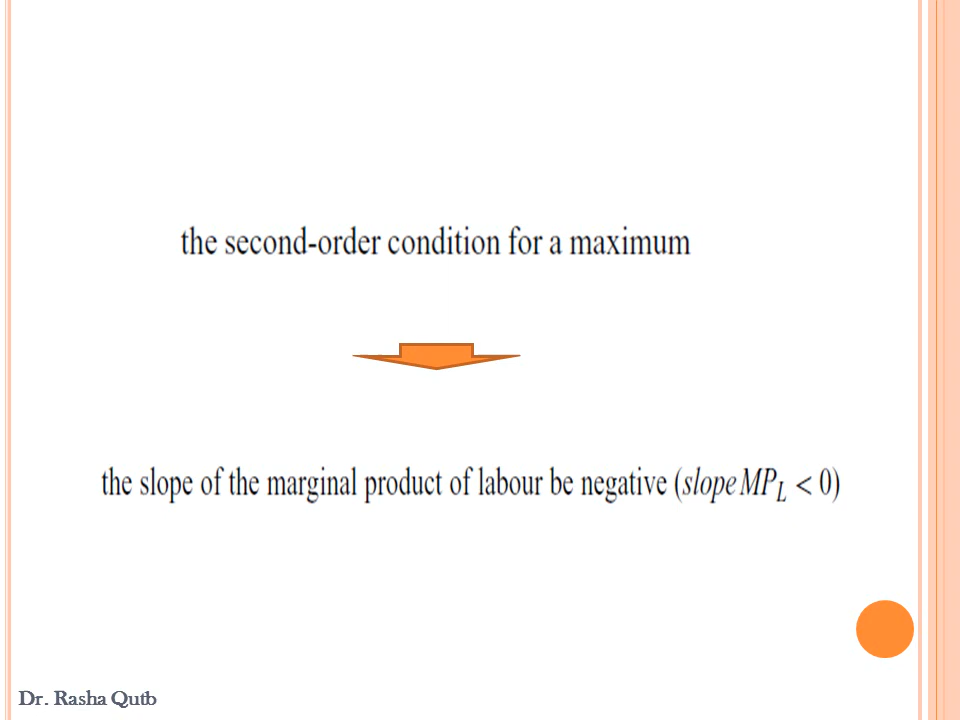 the second-order condition for a maximum
the slope of the marginal product of labour be negative (slope MP_L < 0)
Dr. Rasha Qutb